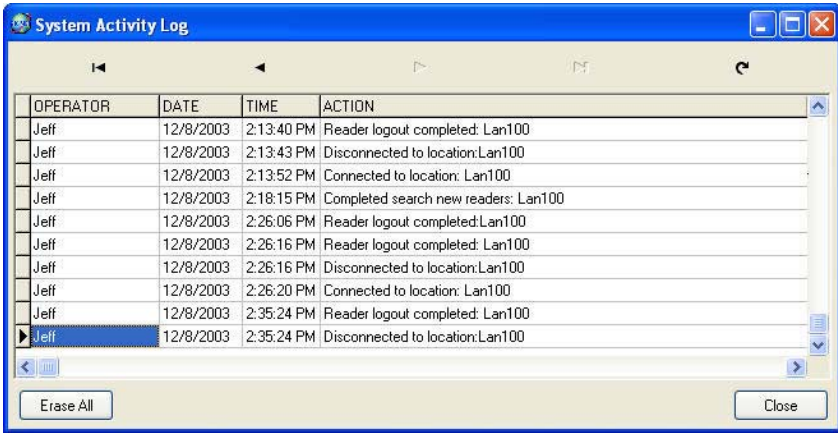 System Activity Log
OPERATOR DATE TIME ACTION
Jeff 12/8/2003 2:13:40 PM Reader logout completed: Lan100
Jeff 12/8/2003 2:13:43 PM Disconnected to location:Lan100
Jeff 12/8/2003 2:13:52 PM Connected to location: Lan100
Jeff 12/8/2003 2:18:15 PM Completed search new readers: Lan100
Jeff 12/8/2003 2:26:06 PM Reader logout completed:Lan100
Jeff 12/8/2003 2:26:16 PM Reader logout completed: Lan100
Jeff 12/8/2003 2:26:16 PM Disconnected to location:Lan100
Jeff 12/8/2003 2:26:20 PM Connected to location: Lan100
Jeff 12/8/2003 2:35:24 PM Reader logout completed: Lan100
Jeff 12/8/2003 2:35:24 PM Disconnected to location:Lan100
Erase All Close